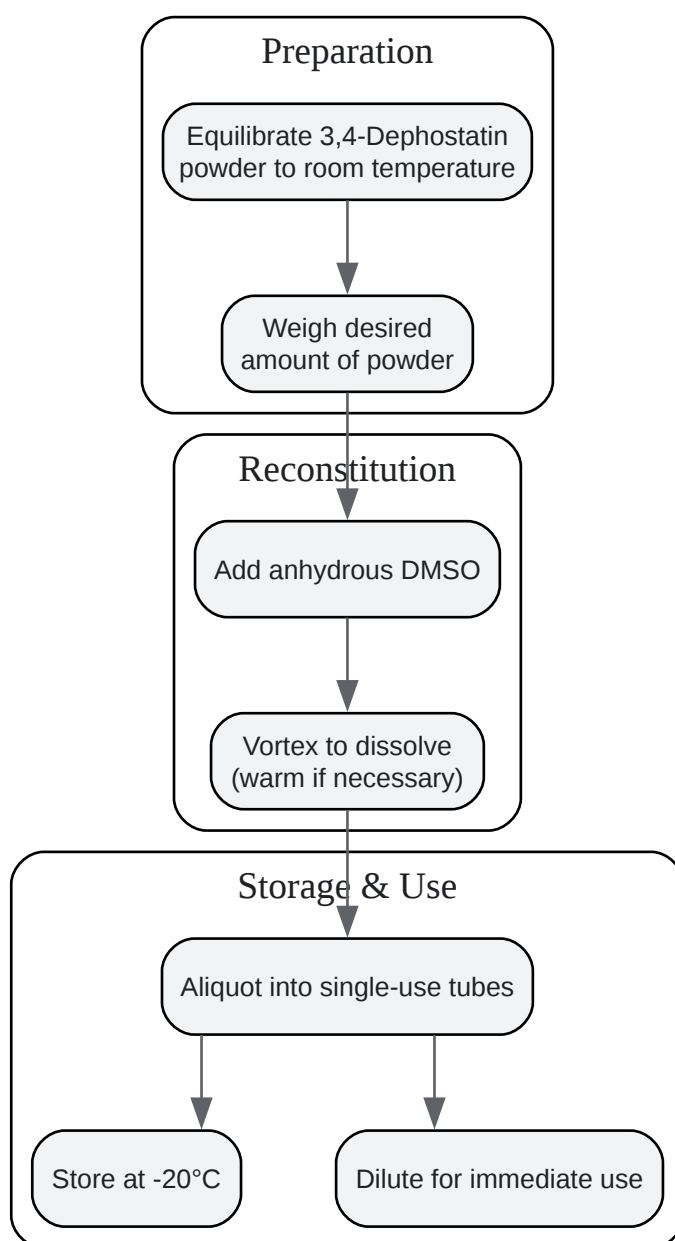 Preparation
Equilibrate 3,4-Dephostatin
powder to room temperature
Weigh desired
amount of powder
Reconstitution
Add anhydrous DMSO
Vortex to dissolve
(warm if necessary)
Storage & Use
Aliquot into single-use tubes
Store at -20°C
Dilute for immediate use